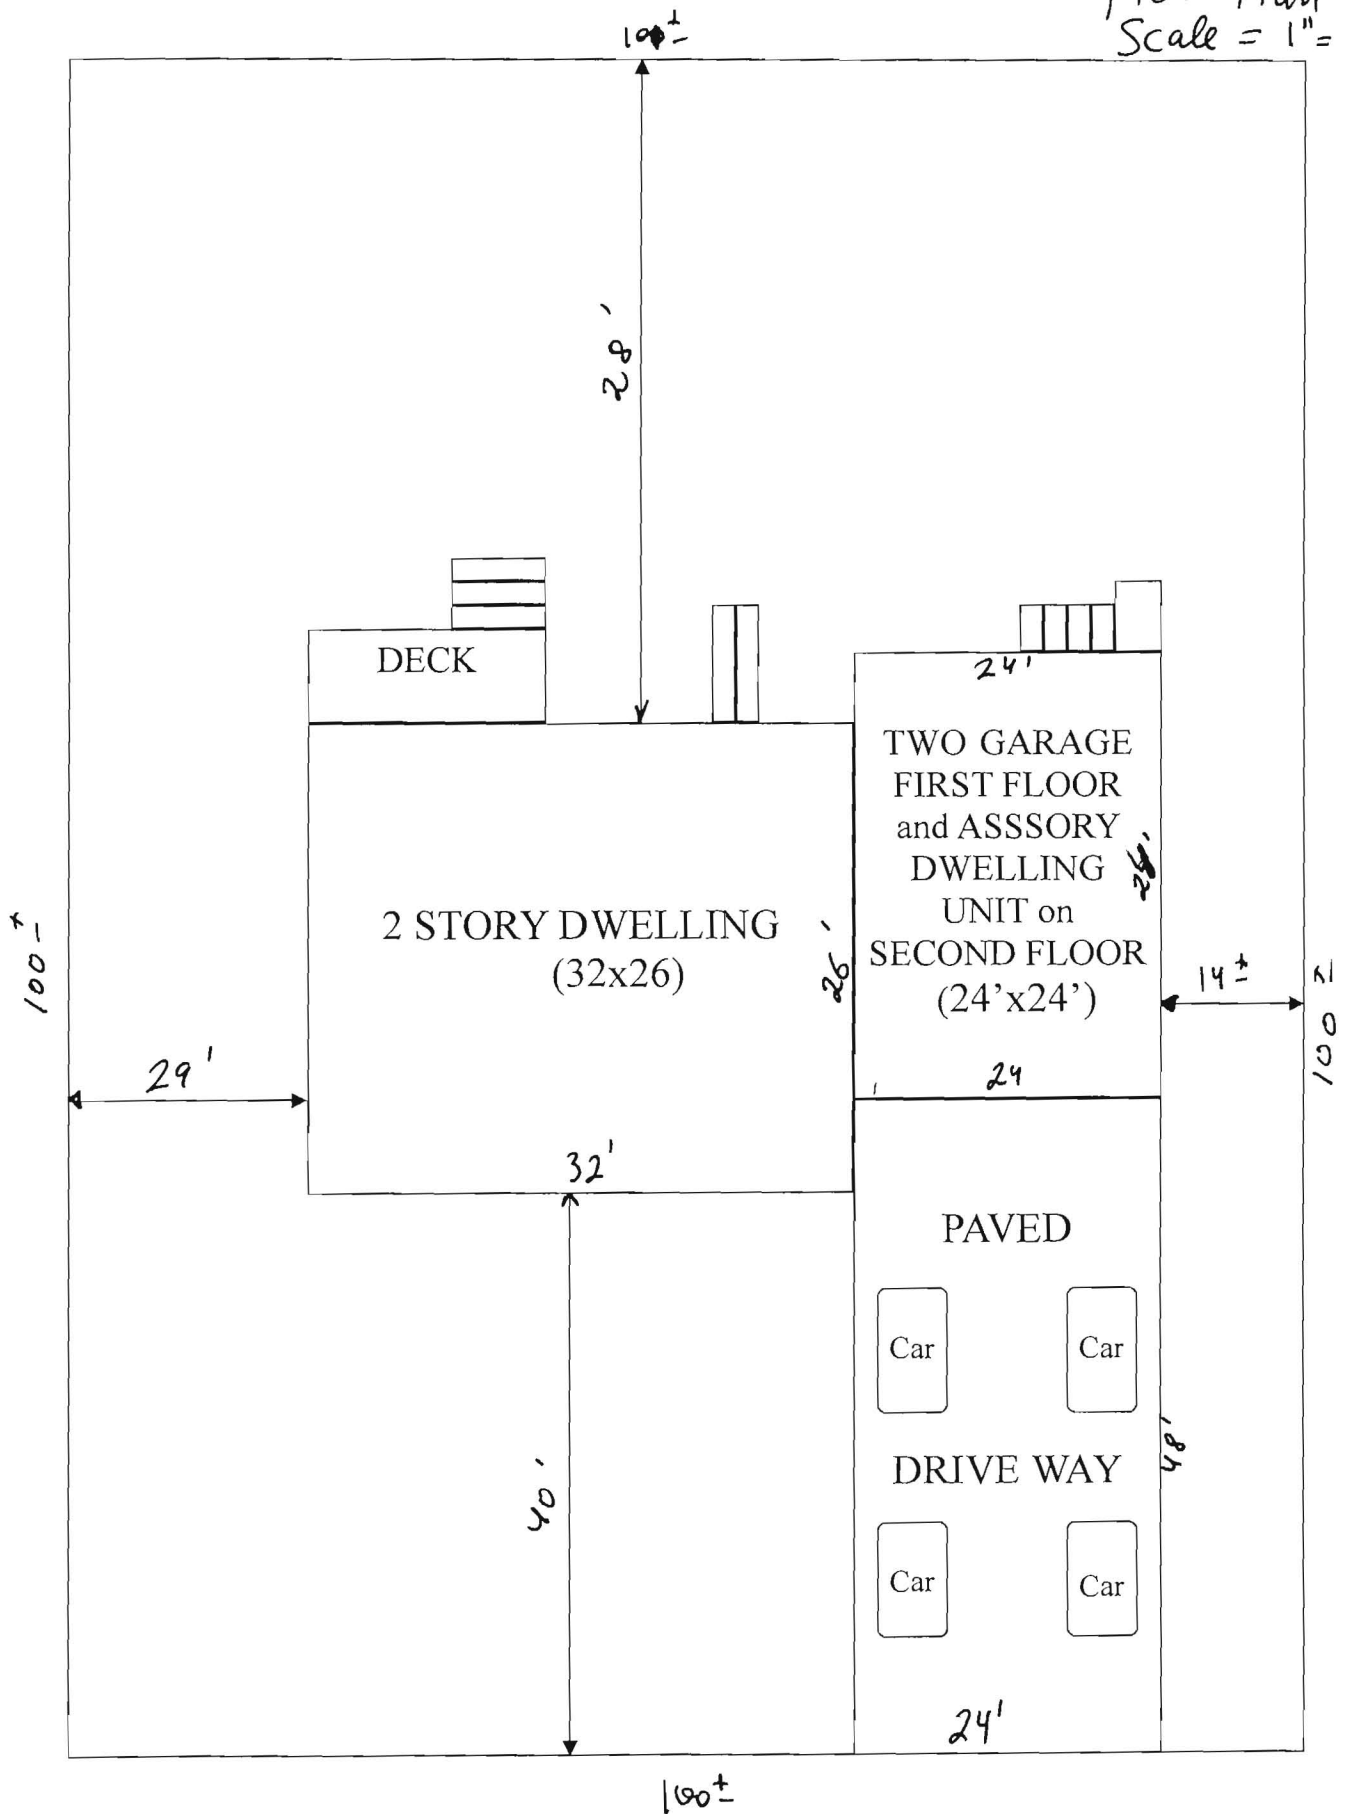 Scale = 1"=
100±
28'
DECK
24'
TWO GARAGE
FIRST FLOOR
and ASSSORY
DWELLING
UNIT on
SECOND FLOOR
(24'x24')
24'
2 STORY DWELLING
(32x26)
26'
100±
14±
100±
29'
24
32'
PAVED
Car
Car
48'
DRIVE WAY
40'
Car
Car
24'
100±